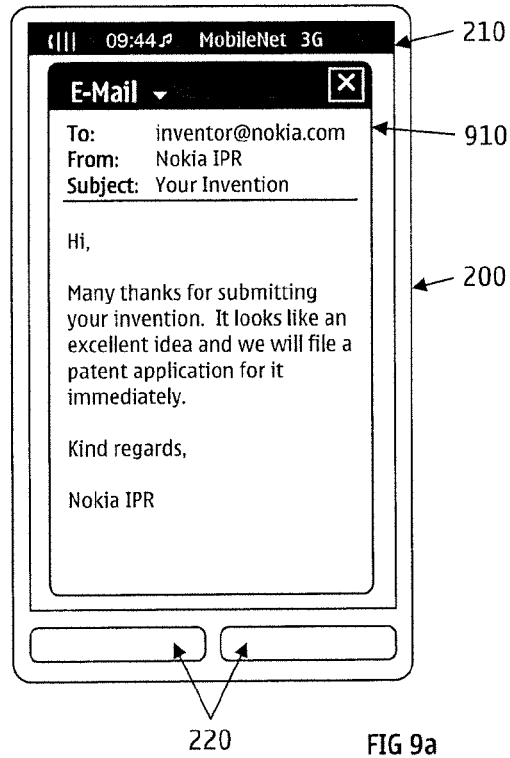 09:44 MobileNet 3G
210
E-Mail
To: inventor@nokia.com
910
From: Nokia IPR
Subject: Your Invention
Hi,
200
Many thanks for submitting
your invention. It looks like an
excellent idea and we will file a
patent application for it
immediately.
Kind regards,
Nokia IPR
220
FIG 9a